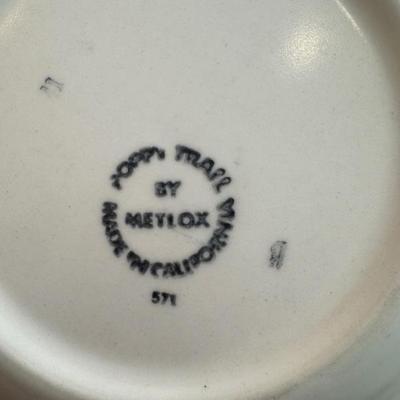 POPPY TRAIL
BY
METLOX
MADE IN CALIFORNIA
571